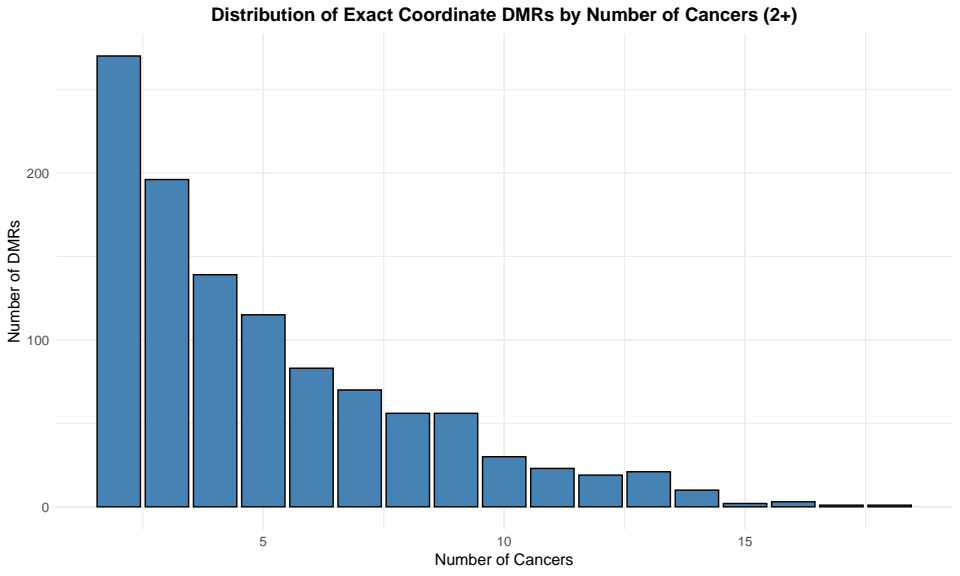 Distribution of Exact Coordinate DMRs by Number of Cancers (2+)
Number of DMRs
200
100
0
5 10 15
Number of Cancers